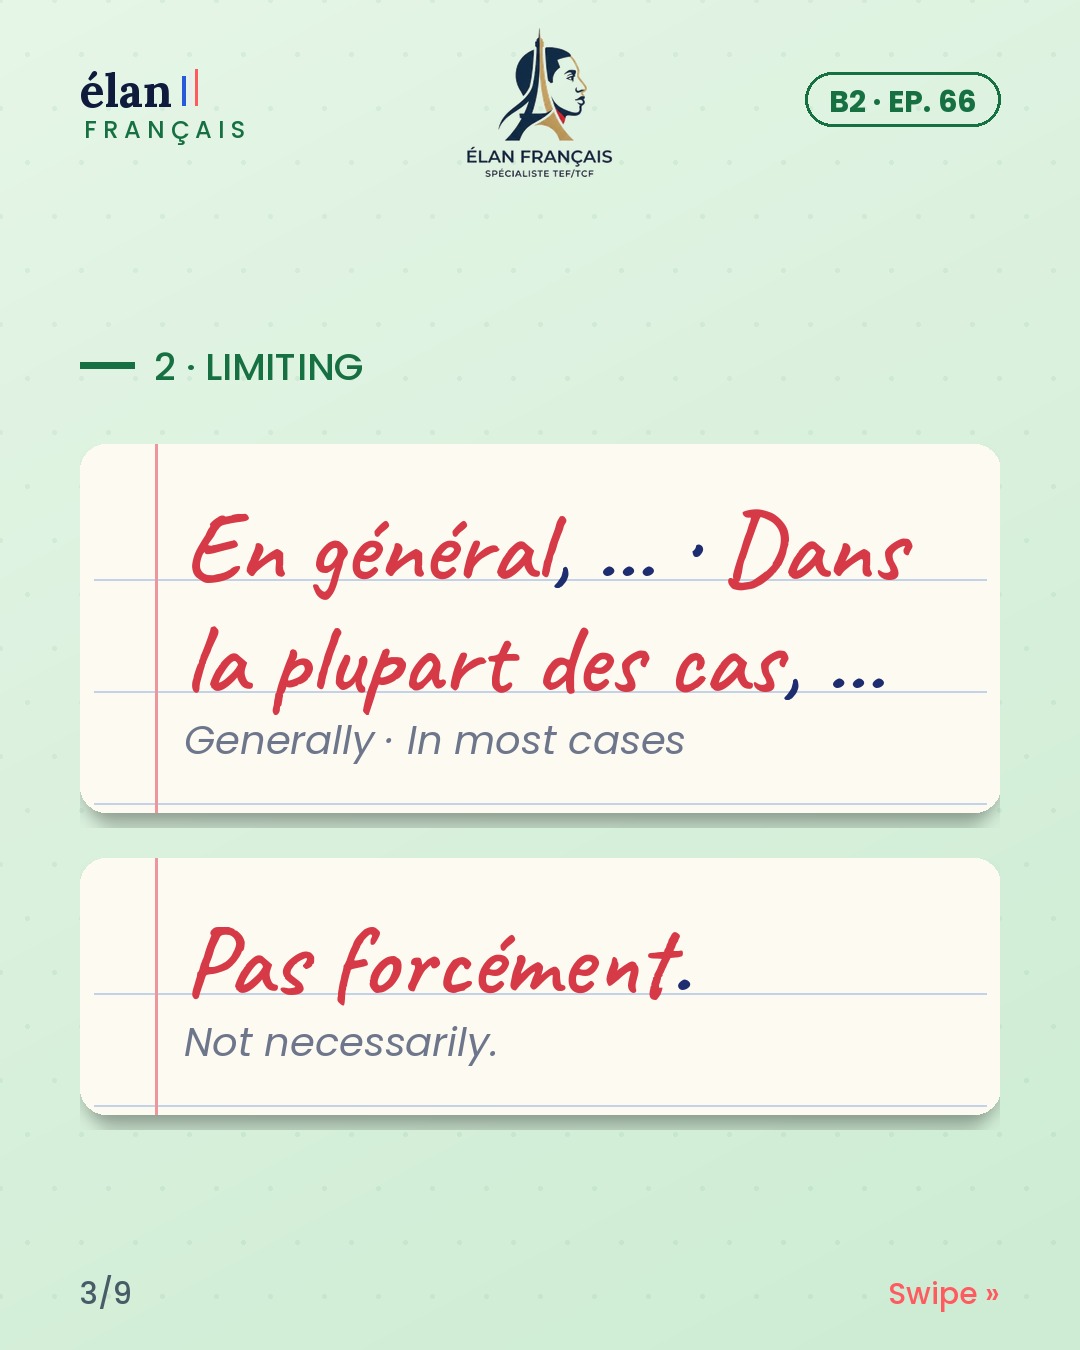 élan
FRANÇAIS
ÉLAN FRANÇAIS
SPÉCIALISTE TEF/TCF
B2 · EP. 66
2 · LIMITING
En général, ... · Dans
la plupart des cas, ...
Generally · In most cases
Pas forcément.
Not necessarily.
3/9
Swipe »